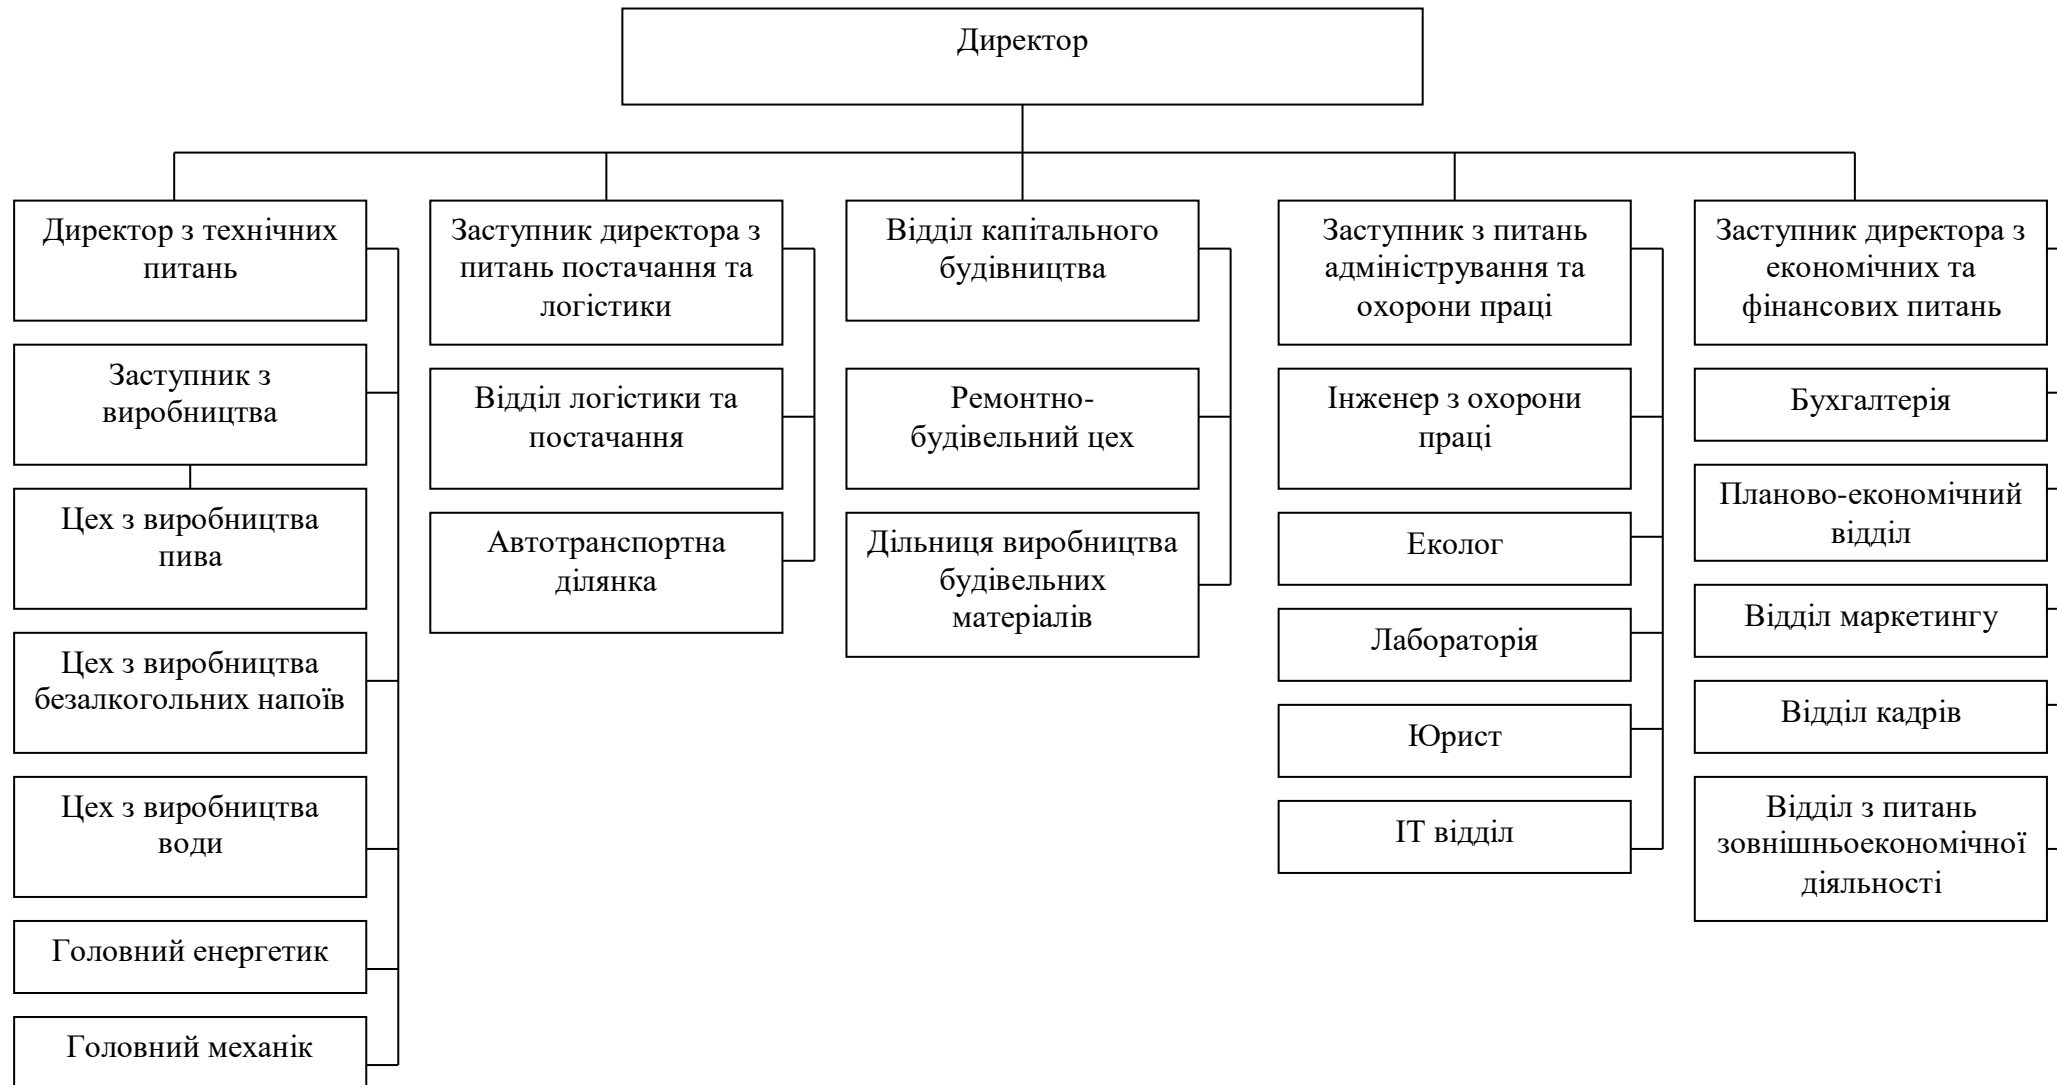 Директор
Директор з технічних
питань
Заступник з
виробництва
Цех з виробництва
пива
Цех з виробництва
безалкогольних напоїв
Цех з виробництва
води
Головний енергетик
Головний механік
Заступник директора з
питань постачання та
логістики
Відділ логістики та
постачання
Автотранспортна
ділянка
Відділ капітального
будівництва
Ремонтно-
будівельний цех
Дільниця виробництва
будівельних
матеріалів
Заступник з питань
адміністрування та
охорони праці
Інженер з охорони
праці
Еколог
Лабораторія
Юрист
ІТ відділ
Заступник директора з
економічних та
фінансових питань
Бухгалтерія
Планово-економічний
відділ
Відділ маркетингу
Відділ кадрів
Відділ з питань
зовнішньоекономічної
діяльності